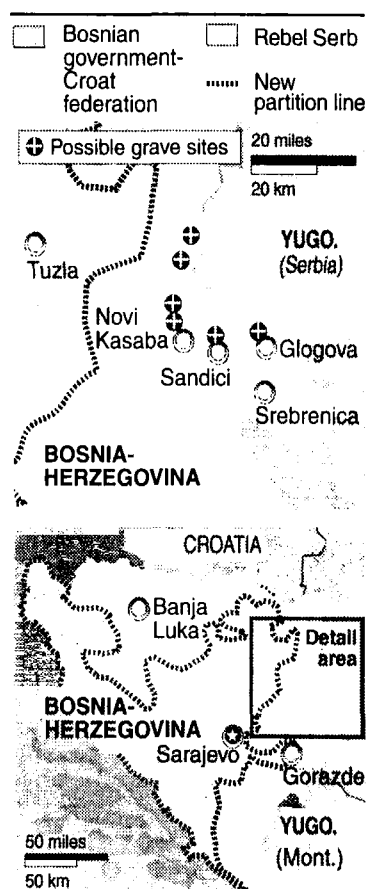 Bosnian government- Croat federation
Rebel Serb
New partition line
Possible grave sites
20 miles
20 km
YUGO.
(Serbia)
Tuzla
Novi Kasaba
Sandici
Glogova
Srebrenica
BOSNIA-
HERZEGOVINA
CROATIA
Banja Luka
Detail area
BOSNIA-
HERZEGOVINA
Sarajevo
Gorazde
YUGO.
(Mont.)
50 miles
50 km